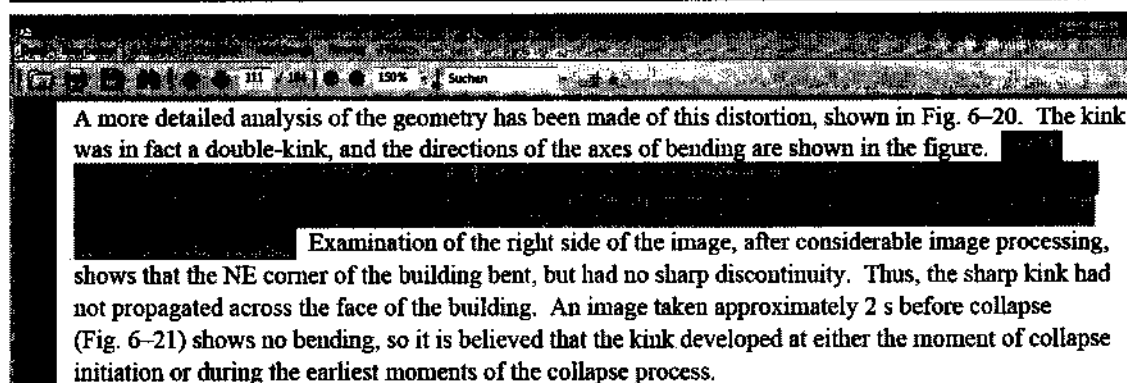 111 / 184 150% Suchen
A more detailed analysis of the geometry has been made of this distortion, shown in Fig. 6–20. The kink
was in fact a double-kink, and the directions of the axes of bending are shown in the figure.
Examination of the right side of the image, after considerable image processing,
shows that the NE corner of the building bent, but had no sharp discontinuity. Thus, the sharp kink had
not propagated across the face of the building. An image taken approximately 2 s before collapse
(Fig. 6–21) shows no bending, so it is believed that the kink developed at either the moment of collapse
initiation or during the earliest moments of the collapse process.